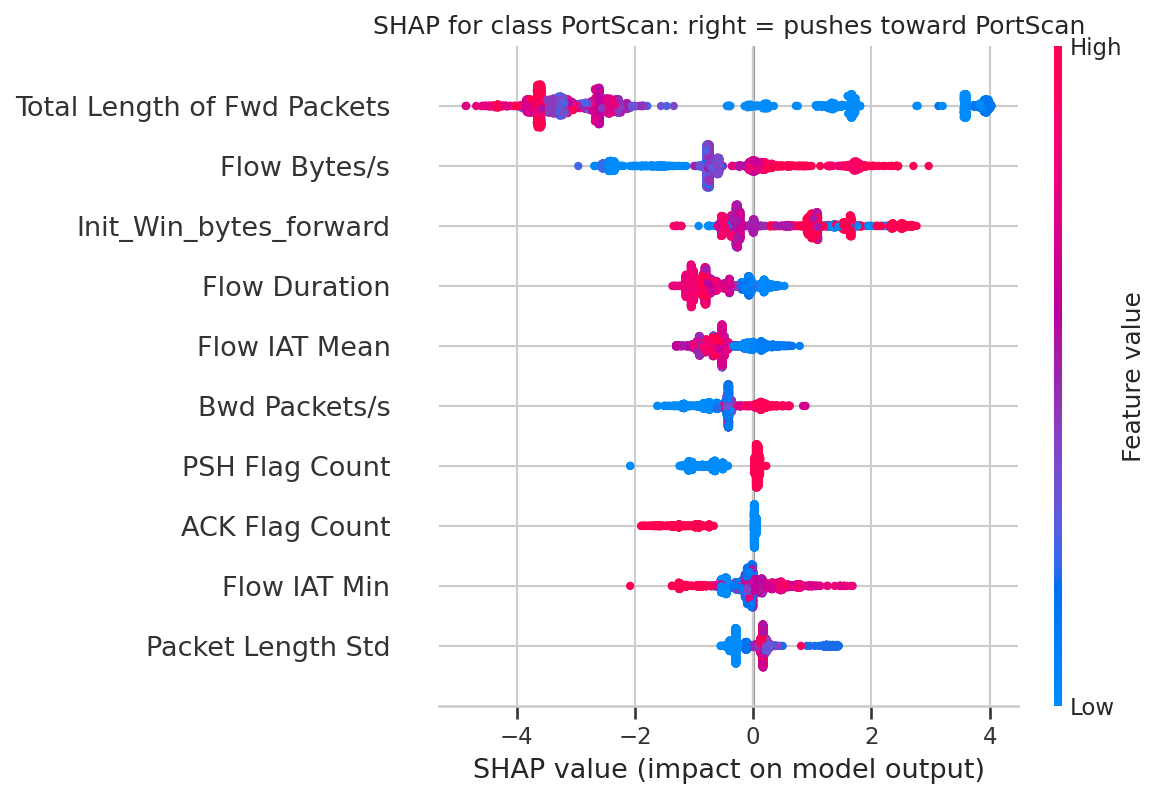 SHAP for class PortScan: right = pushes toward PortScan
High
Total Length of Fwd Packets
Flow Bytes/s
Init_Win_bytes_forward
Flow Duration
Flow IAT Mean
Bwd Packets/s
PSH Flag Count
ACK Flag Count
Flow IAT Min
Packet Length Std
Feature value
Low
−4 −2 0 2 4
SHAP value (impact on model output)